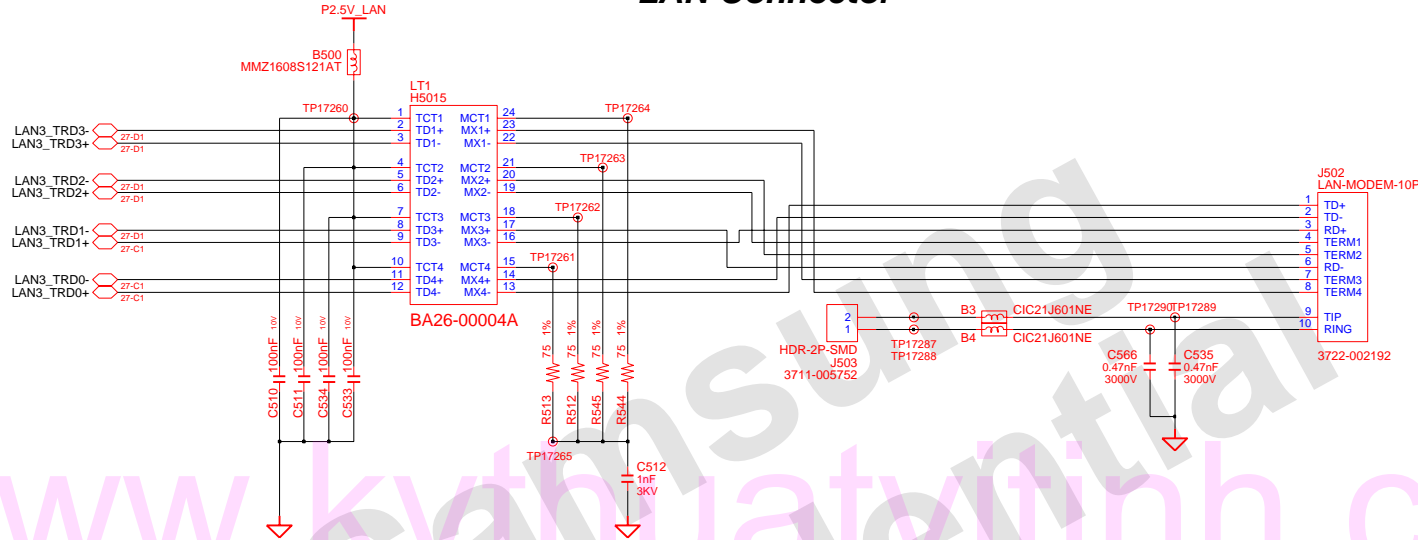 LAN Connector
P2.5V_LAN
B500
MMZ1608S121AT
LT1
H5015
TP17260
TP17264
1 TCT1 MCT1 24
LAN3_TRD3- 27-D1 2 TD1+ MX1+ 23
LAN3_TRD3+ 27-D1 3 TD1- MX1- 22
TP17263
4 TCT2 MCT2 21
LAN3_TRD2- 27-D1 5 TD2+ MX2+ 20
LAN3_TRD2+ 27-D1 6 TD2- MX2- 19
TP17262
7 TCT3 MCT3 18
LAN3_TRD1- 27-D1 8 TD3+ MX3+ 17
LAN3_TRD1+ 27-C1 9 TD3- MX3- 16
TP17261
10 TCT4 MCT4 15
LAN3_TRD0- 27-C1 11 TD4+ MX4+ 14
LAN3_TRD0+ 27-C1 12 TD4- MX4- 13
BA26-00004A
J502
LAN-MODEM-10P
1 TD+
2 TD-
3 RD+
4 TERM1
5 TERM2
6 RD-
7 TERM3
8 TERM4
9 TIP
10 RING
3722-002192
2
1
HDR-2P-SMD
J503
3711-005752
TP17287
TP17288
B3 CIC21J601NE
B4 CIC21J601NE
TP17290
TP17289
C566
0.47nF
3000V
C535
0.47nF
3000V
C510 100nF 10V
C511 100nF 10V
C534 100nF 10V
C533 100nF 10V
R513 75 1%
R512 75 1%
R545 75 1%
R544 75 1%
TP17265
C512
1nF
3KV
samsung
www.kythuatvitinh.c